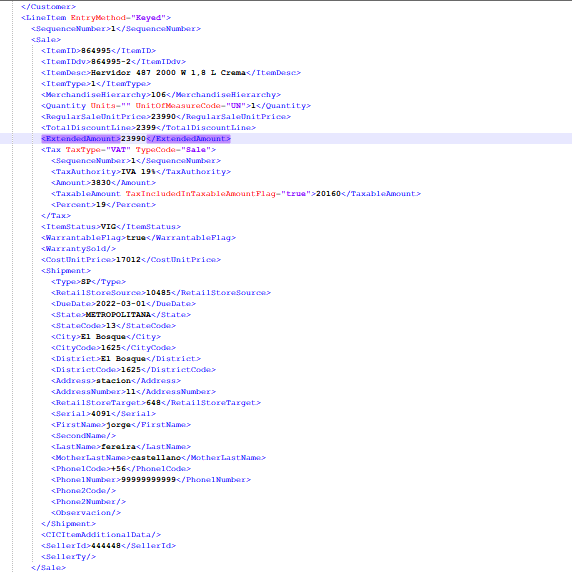 </Customer>
<LineItem EntryMethod="Keyed">
<SequenceNumber>1</SequenceNumber>
<Sale>
<ItemID>864995</ItemID>
<ItemIDdv>864995-2</ItemIDdv>
<ItemDesc>Hervidor 487 2000 W 1,8 L Crema</ItemDesc>
<ItemType>1</ItemType>
<MerchandiseHierarchy>106</MerchandiseHierarchy>
<Quantity Units="" UnitOfMeasureCode="UN">1</Quantity>
<RegularSaleUnitPrice>23990</RegularSaleUnitPrice>
<TotalDiscountLine>2399</TotalDiscountLine>
<ExtendedAmount>23990</ExtendedAmount>
<Tax TaxType="VAT" TypeCode="Sale">
<SequenceNumber>1</SequenceNumber>
<TaxAuthority>IVA 19%</TaxAuthority>
<Amount>3830</Amount>
<TaxableAmount TaxIncludedInTaxableAmountFlag="true">20160</TaxableAmount>
<Percent>19</Percent>
</Tax>
<ItemStatus>VIG</ItemStatus>
<WarrantableFlag>true</WarrantableFlag>
<WarrantySold/>
<CostUnitPrice>17012</CostUnitPrice>
<Shipment>
<Type>SP</Type>
<RetailStoreSource>10485</RetailStoreSource>
<DueDate>2022-03-01</DueDate>
<State>METROPOLITANA</State>
<StateCode>13</StateCode>
<City>El Bosque</City>
<CityCode>1625</CityCode>
<District>El Bosque</District>
<DistrictCode>1625</DistrictCode>
<Address>stacion</Address>
<AddressNumber>11</AddressNumber>
<RetailStoreTarget>648</RetailStoreTarget>
<Serial>4091</Serial>
<FirstName>jorge</FirstName>
<SecondName/>
<LastName>fereira</LastName>
<MotherLastName>castellano</MotherLastName>
<Phone1Code>+56</Phone1Code>
<Phone1Number>99999999999</Phone1Number>
<Phone2Code/>
<Phone2Number/>
<Observacion/>
</Shipment>
<CICItemAdditionalData/>
<SellerId>444448</SellerId>
<SellerTy/>
</Sale>